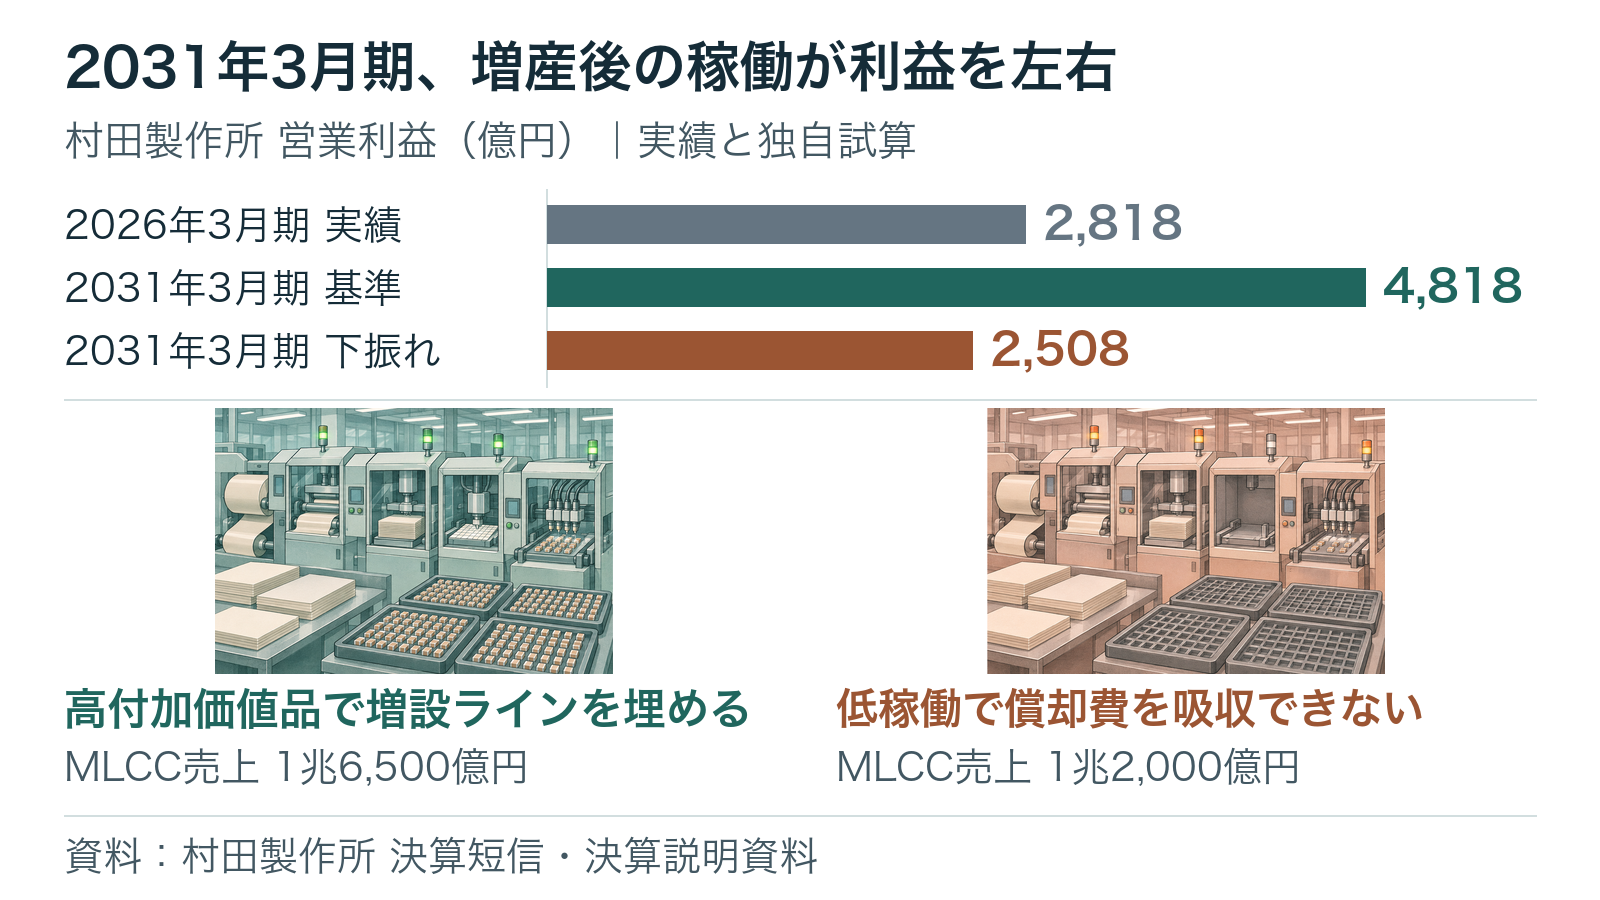 2031年3月期、増産後の稼働が利益を左右
村田製作所 営業利益（億円）｜実績と独自試算
2026年3月期 実績 2,818
2031年3月期 基準 4,818
2031年3月期 下振れ 2,508
高付加価値品で増設ラインを埋める
MLCC売上 1兆6,500億円
低稼働で償却費を吸収できない
MLCC売上 1兆2,000億円
資料：村田製作所 決算短信・決算説明資料